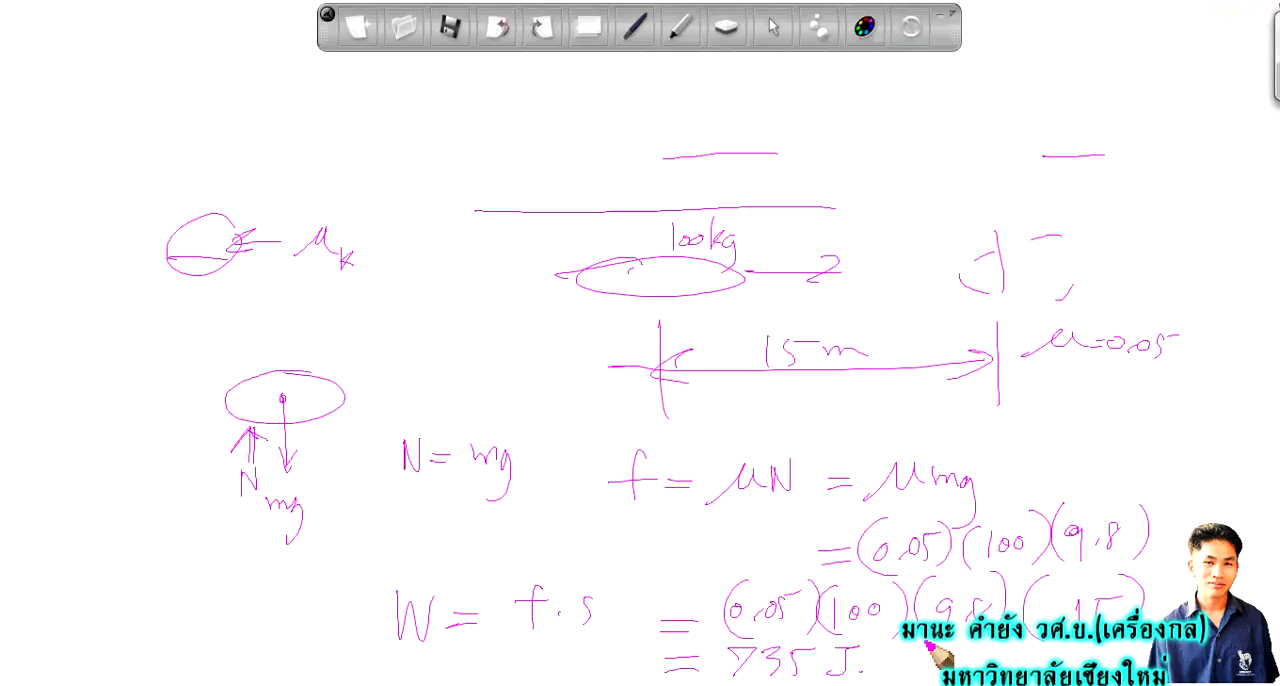 100kg
μk
15 m
μ=0.05
N= mg
f = μN = μmg
N
mg
=(0.05)(100)(9.8)
W = f.s = (0.05)(100)(9.8)(15)
= 735 J.
มานะ คำยัง วศ.บ.(เครื่องกล)
มหาวิทยาลัยเชียงใหม่